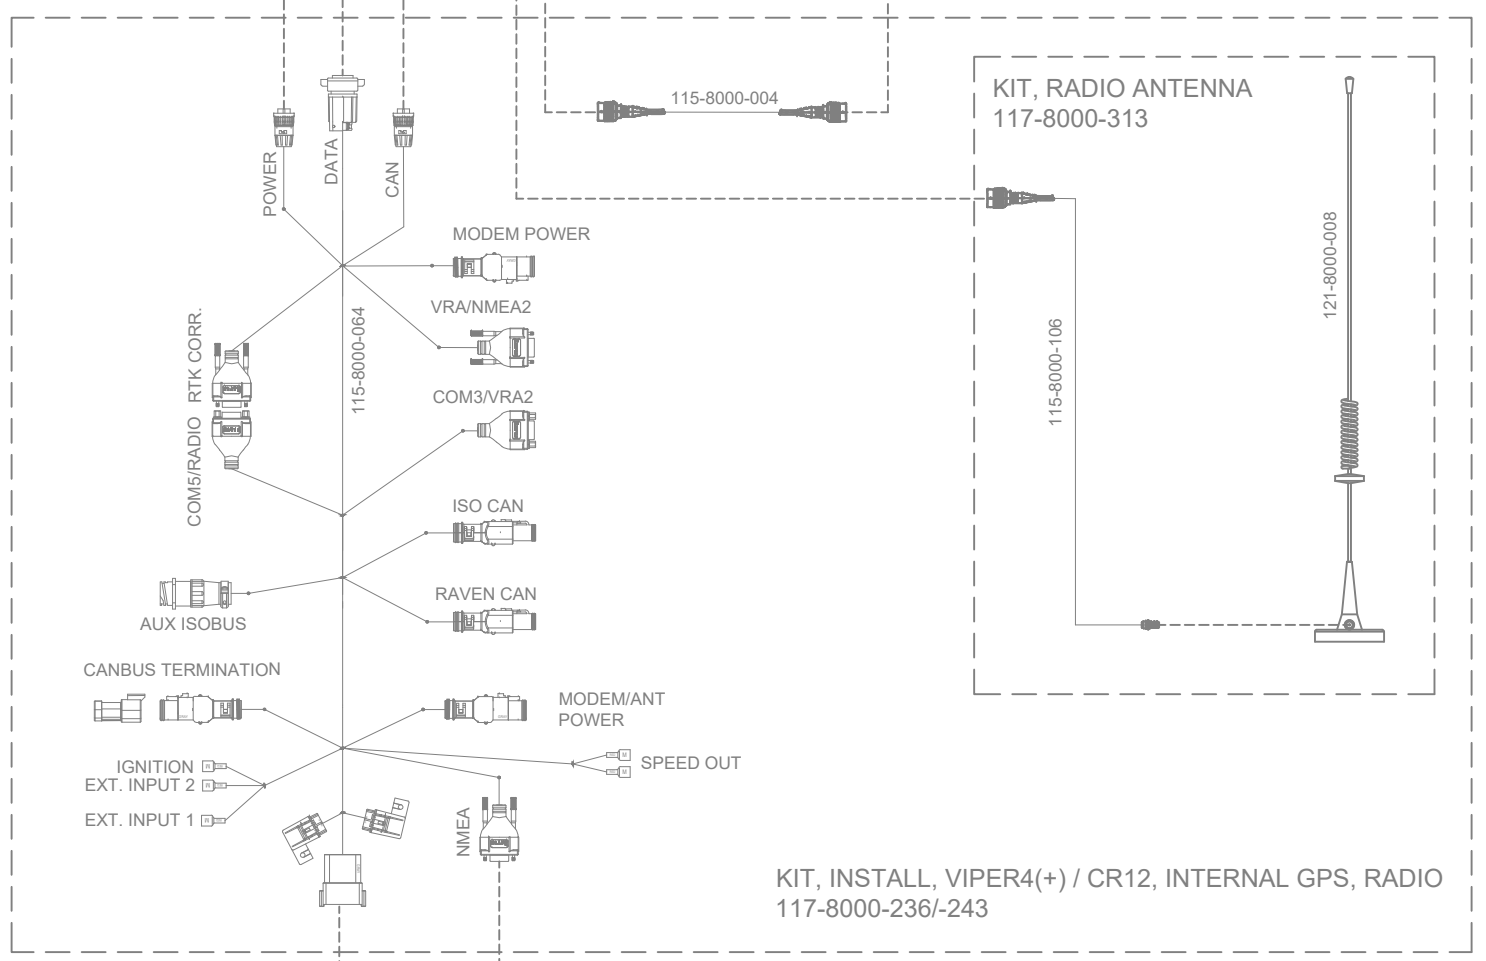 115-8000-004
KIT, RADIO ANTENNA
117-8000-313
POWER
DATA
CAN
MODEM POWER
VRA/NMEA2
115-8000-064
RTK CORR.
COM5/RADIO
COM3/VRA2
ISO CAN
RAVEN CAN
AUX ISOBUS
CANBUS TERMINATION
MODEM/ANT
POWER
IGNITION
EXT. INPUT 2
EXT. INPUT 1
SPEED OUT
M
M
NMEA
115-8000-106
121-8000-008
KIT, INSTALL, VIPER4(+) / CR12, INTERNAL GPS, RADIO
117-8000-236/-243